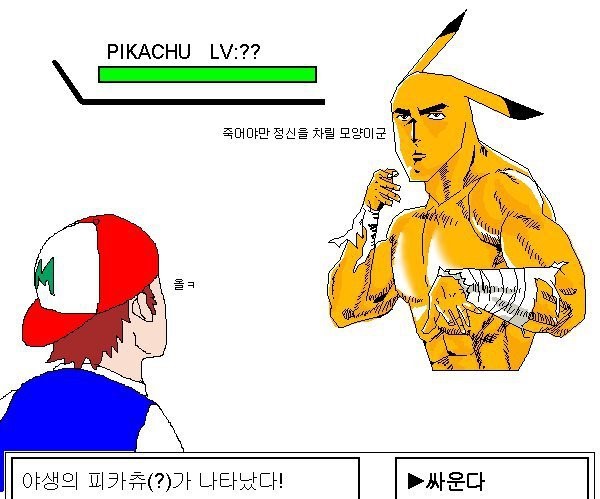 PIKACHU LV:??
죽어야만 정신을 차릴 모양이군
M
올ㅋ
야생의 피카츄(?)가 나타났다!
▶싸운다